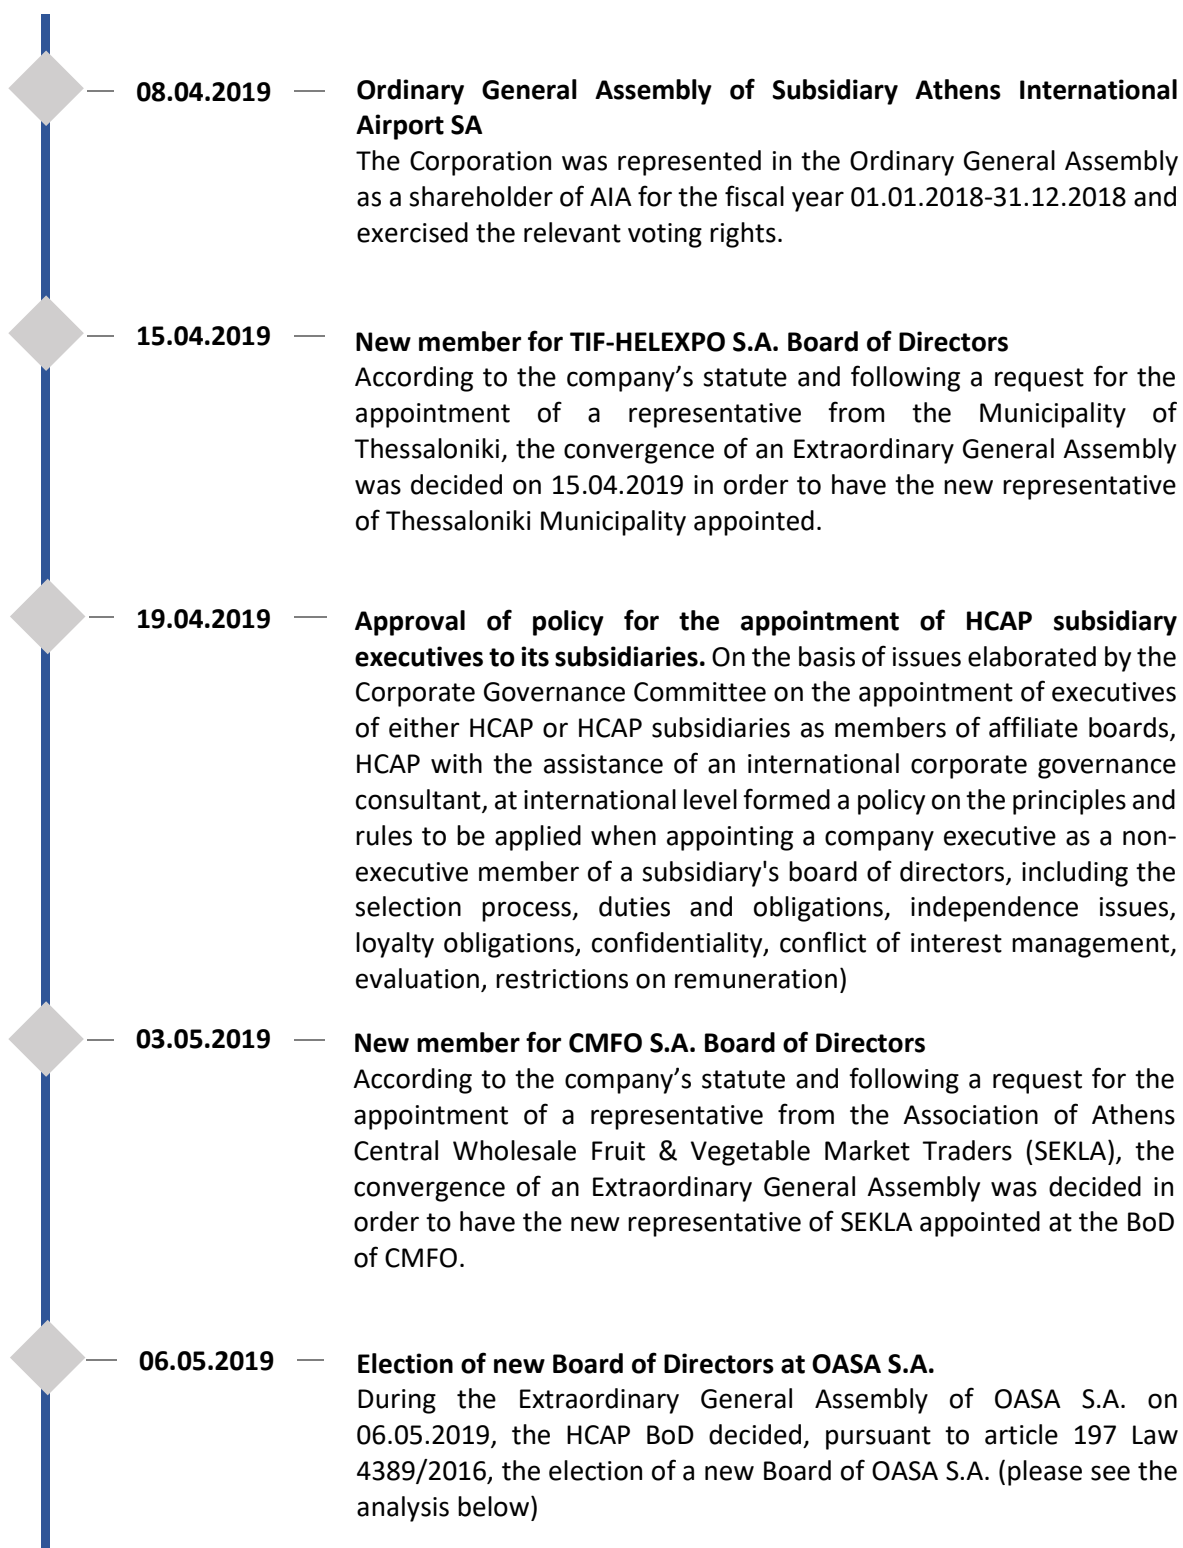 08.04.2019
Ordinary General Assembly of Subsidiary Athens International
Airport SA
The Corporation was represented in the Ordinary General Assembly
as a shareholder of AIA for the fiscal year 01.01.2018-31.12.2018 and
exercised the relevant voting rights.
15.04.2019
New member for TIF-HELEXPO S.A. Board of Directors
According to the company’s statute and following a request for the
appointment of a representative from the Municipality of
Thessaloniki, the convergence of an Extraordinary General Assembly
was decided on 15.04.2019 in order to have the new representative
of Thessaloniki Municipality appointed.
19.04.2019
Approval of policy for the appointment of HCAP subsidiary
executives to its subsidiaries. On the basis of issues elaborated by the
Corporate Governance Committee on the appointment of executives
of either HCAP or HCAP subsidiaries as members of affiliate boards,
HCAP with the assistance of an international corporate governance
consultant, at international level formed a policy on the principles and
rules to be applied when appointing a company executive as a non-
executive member of a subsidiary's board of directors, including the
selection process, duties and obligations, independence issues,
loyalty obligations, confidentiality, conflict of interest management,
evaluation, restrictions on remuneration)
03.05.2019
New member for CMFO S.A. Board of Directors
According to the company’s statute and following a request for the
appointment of a representative from the Association of Athens
Central Wholesale Fruit & Vegetable Market Traders (SEKLA), the
convergence of an Extraordinary General Assembly was decided in
order to have the new representative of SEKLA appointed at the BoD
of CMFO.
06.05.2019
Election of new Board of Directors at OASA S.A.
During the Extraordinary General Assembly of OASA S.A. on
06.05.2019, the HCAP BoD decided, pursuant to article 197 Law
4389/2016, the election of a new Board of OASA S.A. (please see the
analysis below)